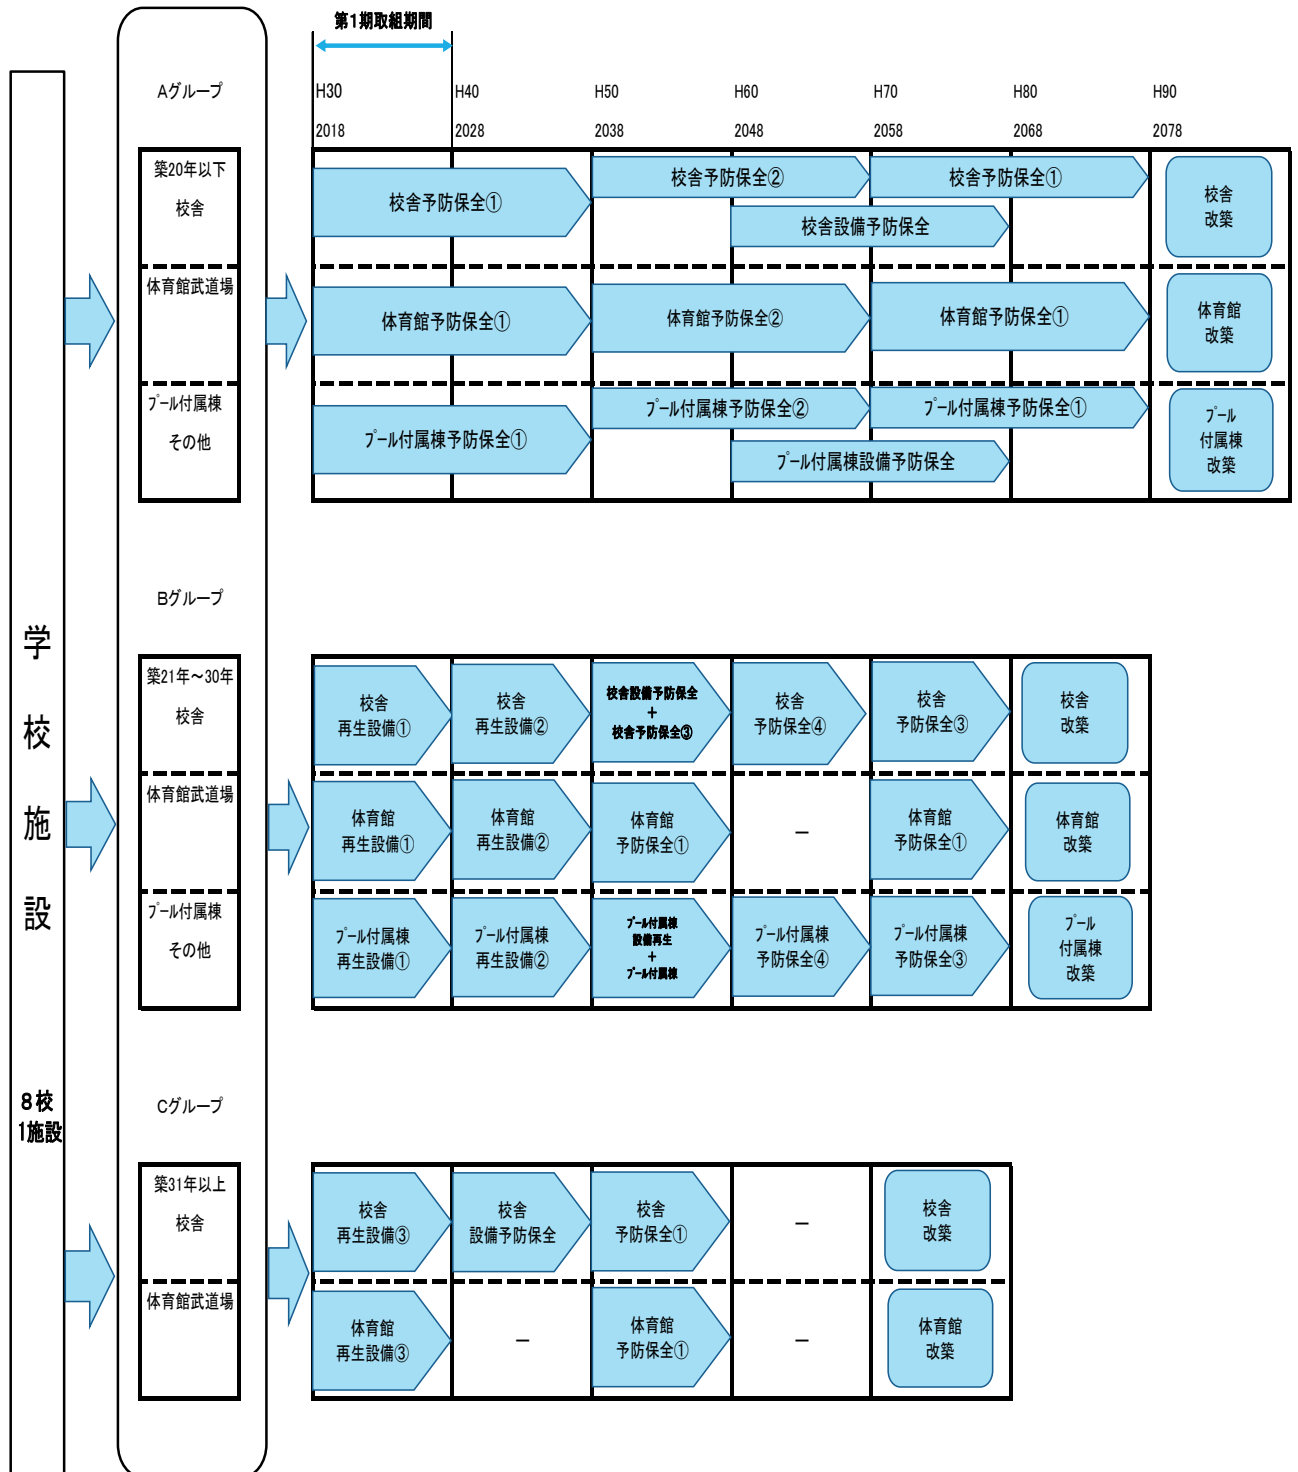 第1期取組期間
学校施設
8校
1施設
Aグループ
H30
H40
H50
H60
H70
H80
H90
2018
2028
2038
2048
2058
2068
2078
築20年以下
校舎
校舎予防保全①
校舎予防保全②
校舎予防保全①
校舎設備予防保全
校舎
改築
体育館武道場
体育館予防保全①
体育館予防保全②
体育館予防保全①
体育館
改築
プール付属棟
その他
プール付属棟予防保全①
プール付属棟予防保全②
プール付属棟予防保全①
プール付属棟設備予防保全
プール
付属棟
改築
Bグループ
築21年～30年
校舎
校舎
再生設備①
校舎
再生設備②
校舎設備予防保全
+
校舎予防保全③
校舎
予防保全④
校舎
予防保全③
校舎
改築
体育館武道場
体育館
再生設備①
体育館
再生設備②
体育館
予防保全①
－
体育館
予防保全①
体育館
改築
プール付属棟
その他
プール付属棟
再生設備①
プール付属棟
再生設備②
プール付属棟
設備再生
+
プール付属棟
プール付属棟
予防保全④
プール付属棟
予防保全③
プール
付属棟
改築
Cグループ
築31年以上
校舎
校舎
再生設備③
校舎
設備予防保全
校舎
予防保全①
－
校舎
改築
体育館武道場
体育館
再生設備③
－
体育館
予防保全①
－
体育館
改築